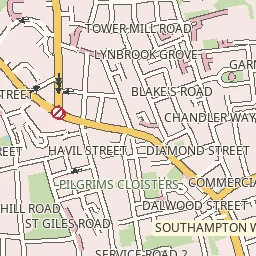 TOWER MILL ROAD
LYNBROOK GROVE
GARN
BLAKE'S ROAD
STREET
CHANDLER WAY
REET
HAVIL STREET
DIAMOND STREET
PILGRIMS CLOISTERS
COMMERCIA
HILL ROAD
DALWOOD STREET
ST GILES ROAD
SOUTHAMPTON W
SERVICE ROAD 2